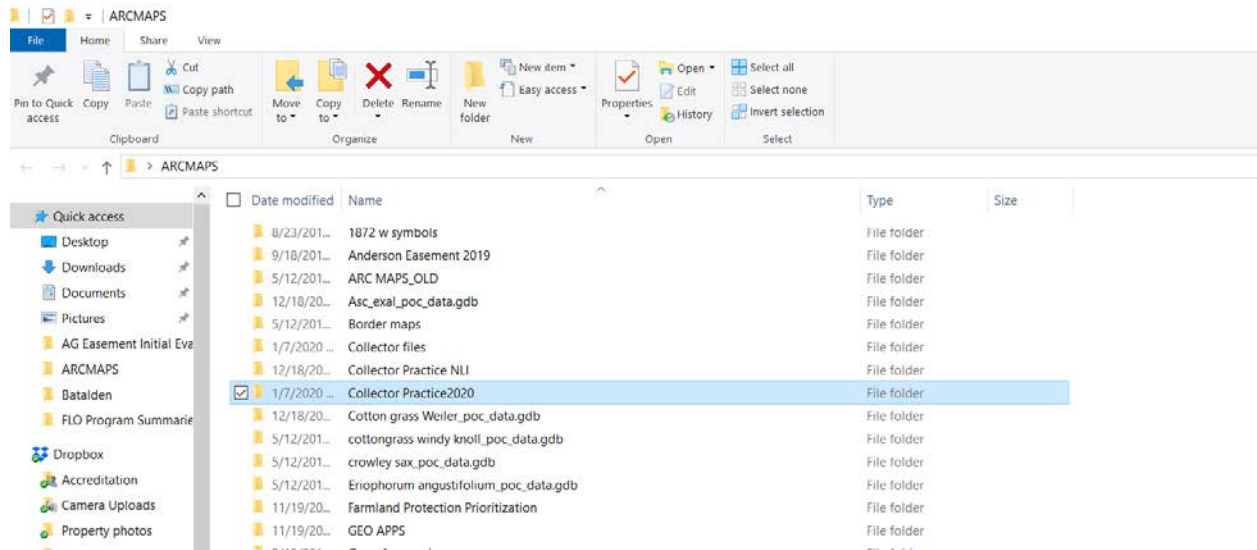 ARCMAPS
File Home Share View
Pin to Quick access Copy Paste Cut Copy path Paste shortcut Move to Copy to Delete Rename New folder New item Easy access Properties Open Edit History Select all Select none Invert selection
Clipboard Organize New Open Select
> ARCMAPS
Date modified Name Type Size
Quick access
Desktop 8/23/201... 1872 w symbols File folder
Downloads 9/18/201... Anderson Easement 2019 File folder
Documents 5/12/201... ARC MAPS_OLD File folder
Pictures 12/18/20... Asc_exal_poc_data.gdb File folder
AG Easement Initial Eva 5/12/201... Border maps File folder
ARCMAPS 1/7/2020 ... Collector files File folder
Batalden 12/18/20... Collector Practice NLI File folder
FLO Program Summarie 1/7/2020 ... Collector Practice2020 File folder
12/18/20... Cotton grass Weiler_poc_data.gdb File folder
Dropbox 5/12/201... cottongrass windy knoll_poc_data.gdb File folder
Accreditation 5/12/201... crowley sax_poc_data.gdb File folder
Camera Uploads 5/12/201... Eriophorum angustifolium_poc_data.gdb File folder
Property photos 11/19/20... Farmland Protection Prioritization File folder
11/19/20... GEO APPS File folder